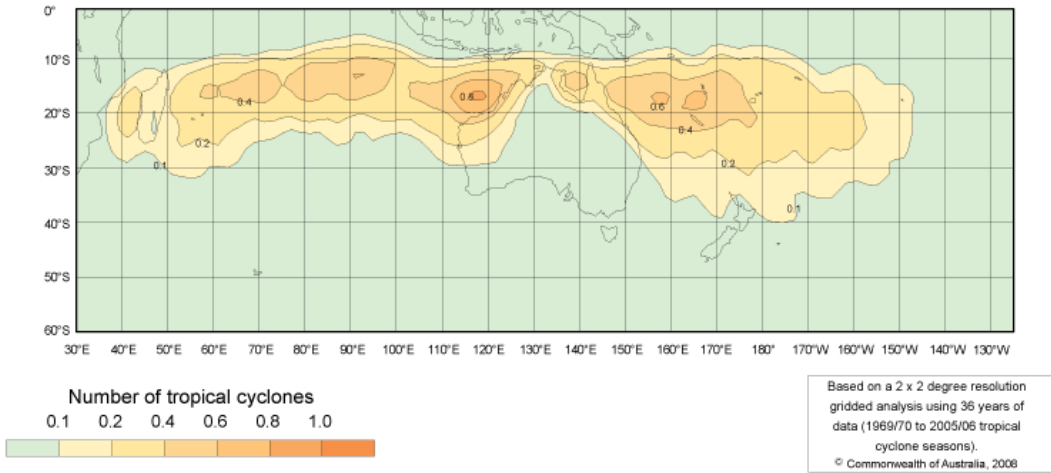 0°
10°S
20°S
30°S
40°S
50°S
60°S
0.1
0.2
0.4
0.6
0.6
0.4
0.2
0.1
30°E 40°E 50°E 60°E 70°E 80°E 90°E 100°E 110°E 120°E 130°E 140°E 150°E 160°E 170°E 180° 170°W 160°W 150°W 140°W 130°W
Number of tropical cyclones
0.1 0.2 0.4 0.6 0.8 1.0
Based on a 2 x 2 degree resolution
gridded analysis using 36 years of
data (1969/70 to 2005/06 tropical
cyclone seasons).
© Commonwealth of Australia, 2008